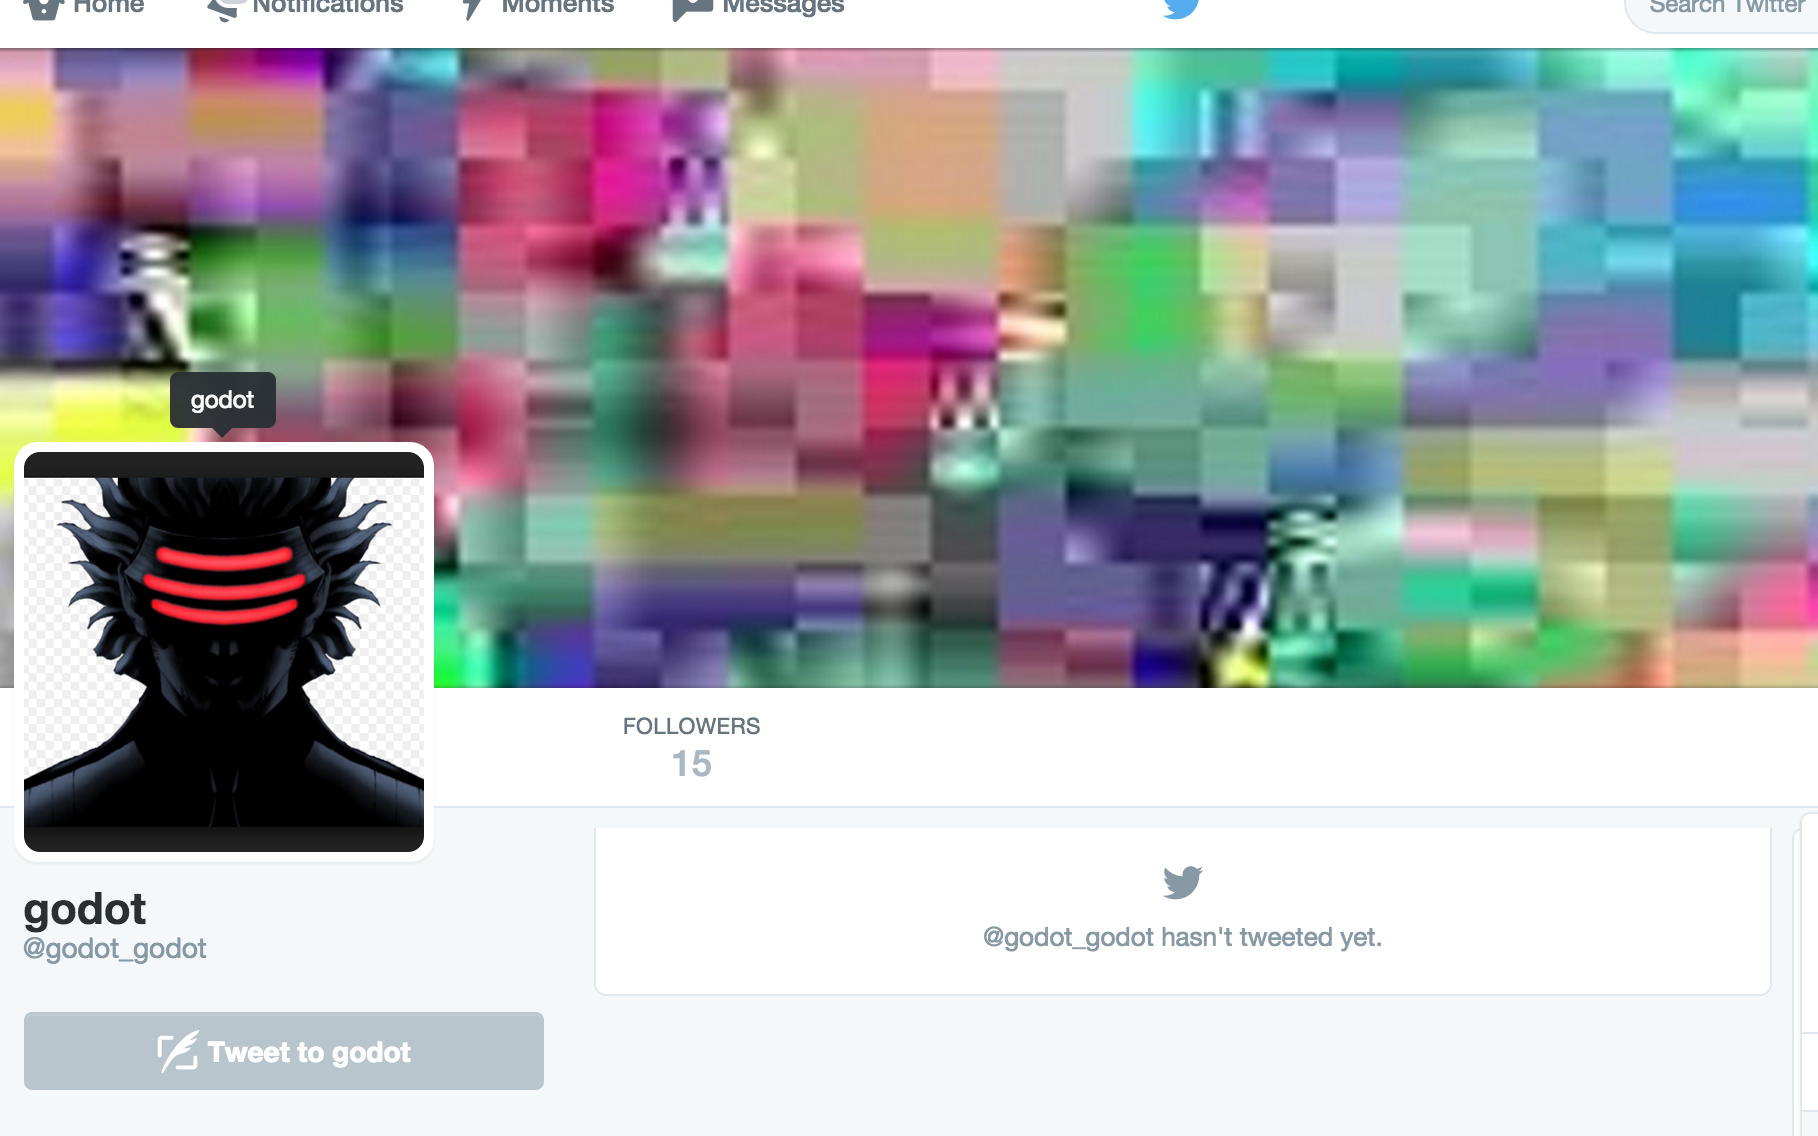 Home Notifications Moments Messages Search Twitter
godot
FOLLOWERS
15
godot
@godot_godot
@godot_godot hasn't tweeted yet.
Tweet to godot